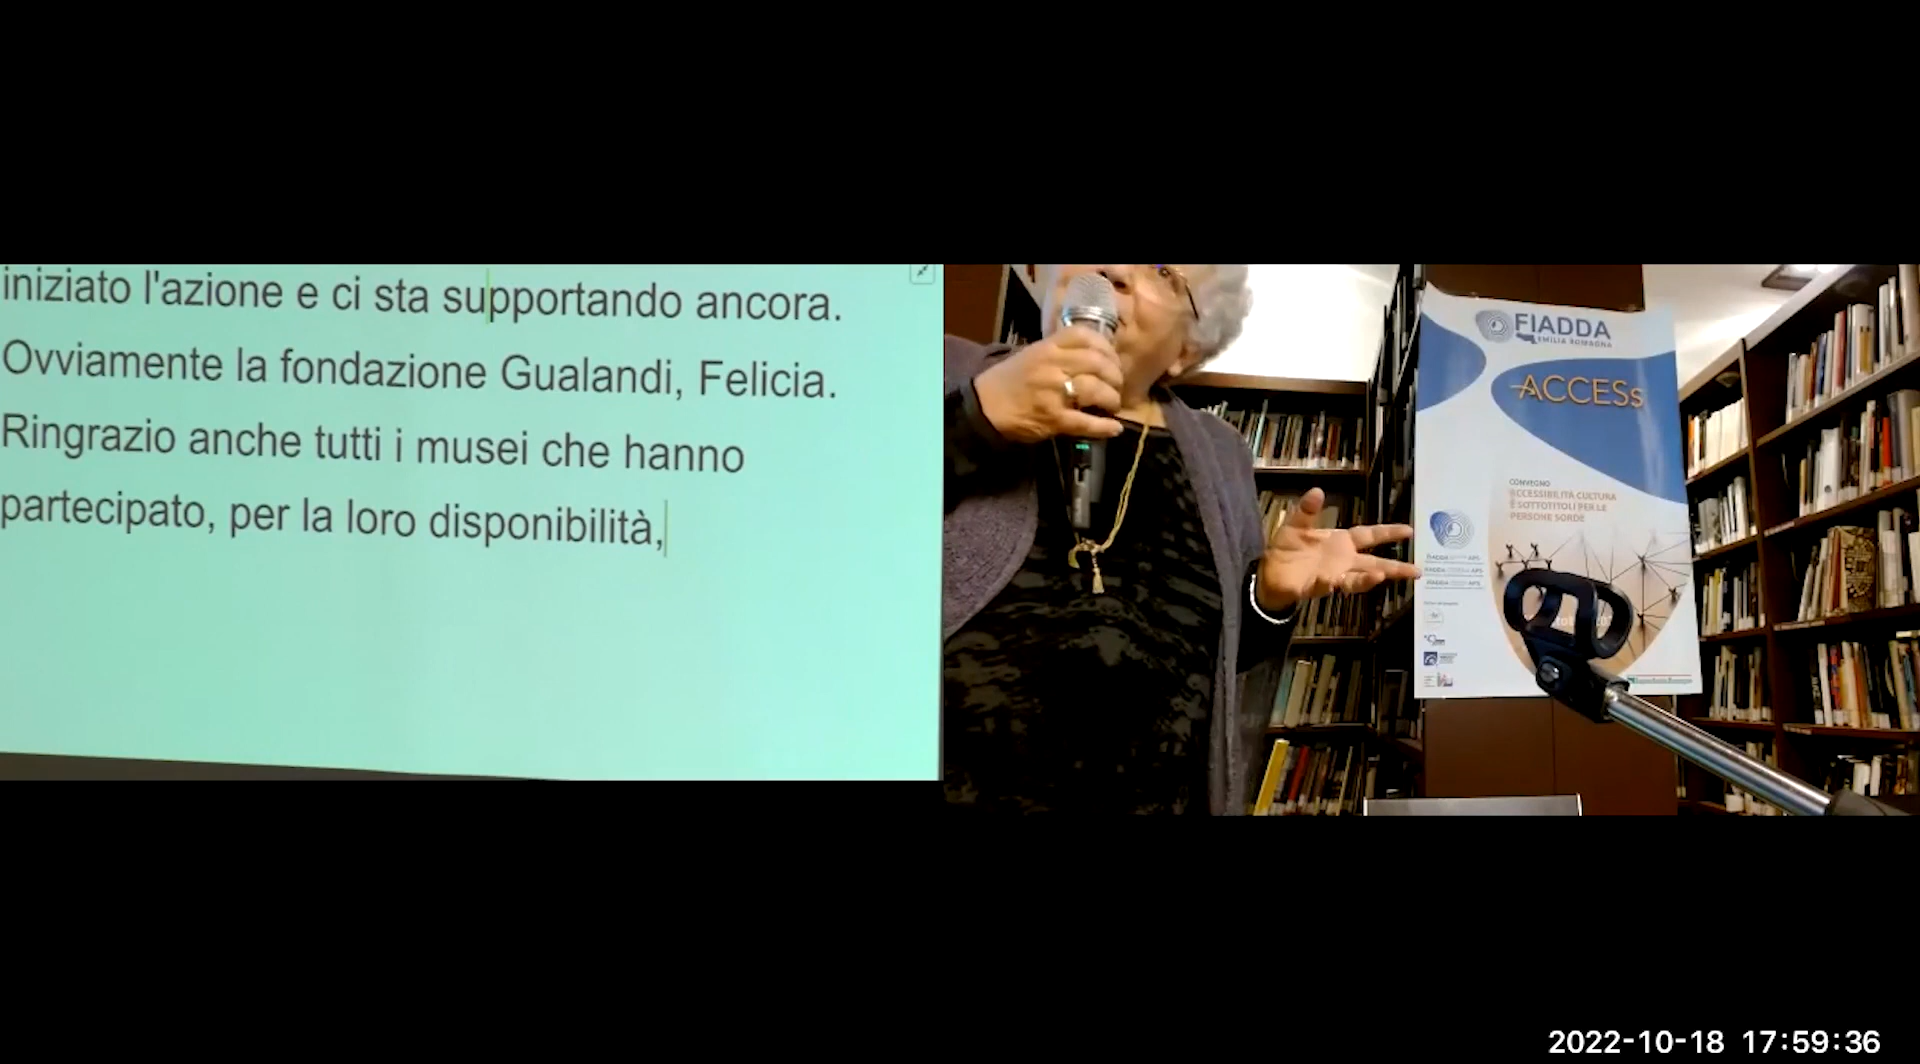 iniziato l'azione e ci sta supportando ancora.
Ovviamente la fondazione Gualandi, Felicia.
Ringrazio anche tutti i musei che hanno
partecipato, per la loro disponibilità,
FIADDA
EMILIA ROMAGNA
ACCESs
CONVEGNO
ACCESSIBILITÀ CULTURA
E SOTTOTITOLI PER LE
PERSONE SORDE
2022-10-18 17:59:36